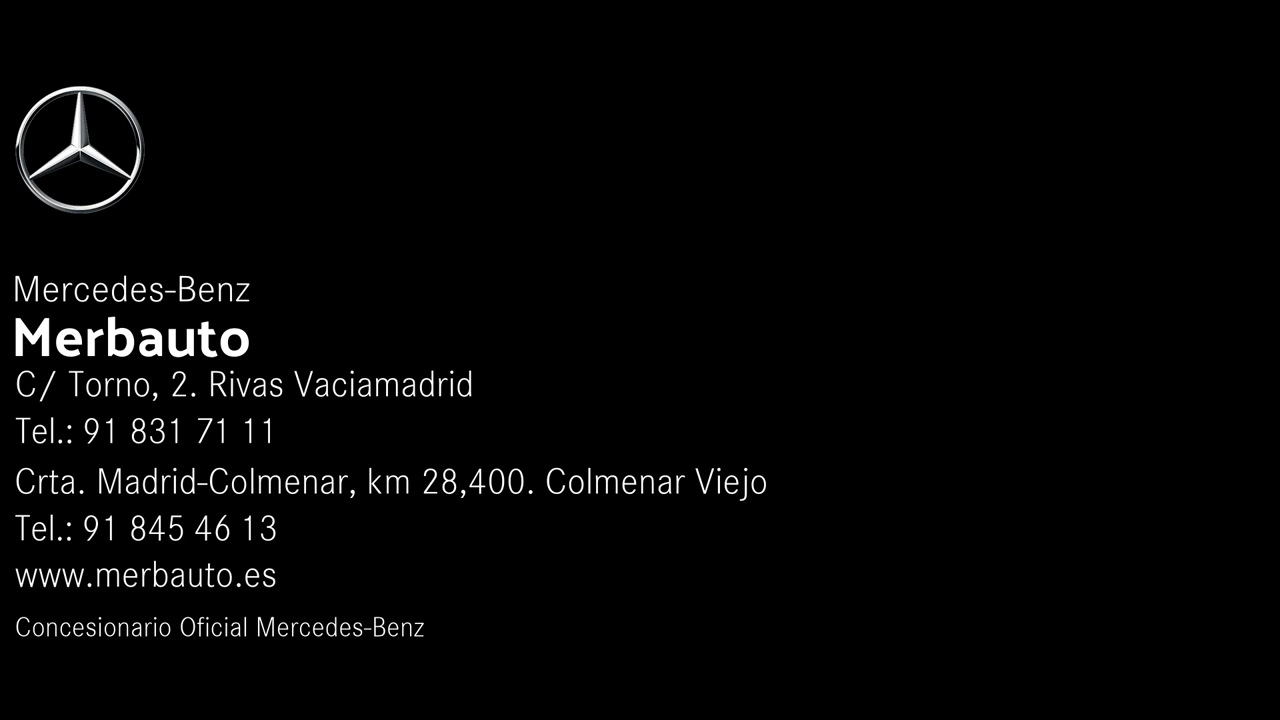 Mercedes-Benz
Merbauto
C/ Torno, 2. Rivas Vaciamadrid
Tel.: 91 831 71 11
Crta. Madrid-Colmenar, km 28,400. Colmenar Viejo
Tel.: 91 845 46 13
www.merbauto.es
Concesionario Oficial Mercedes-Benz